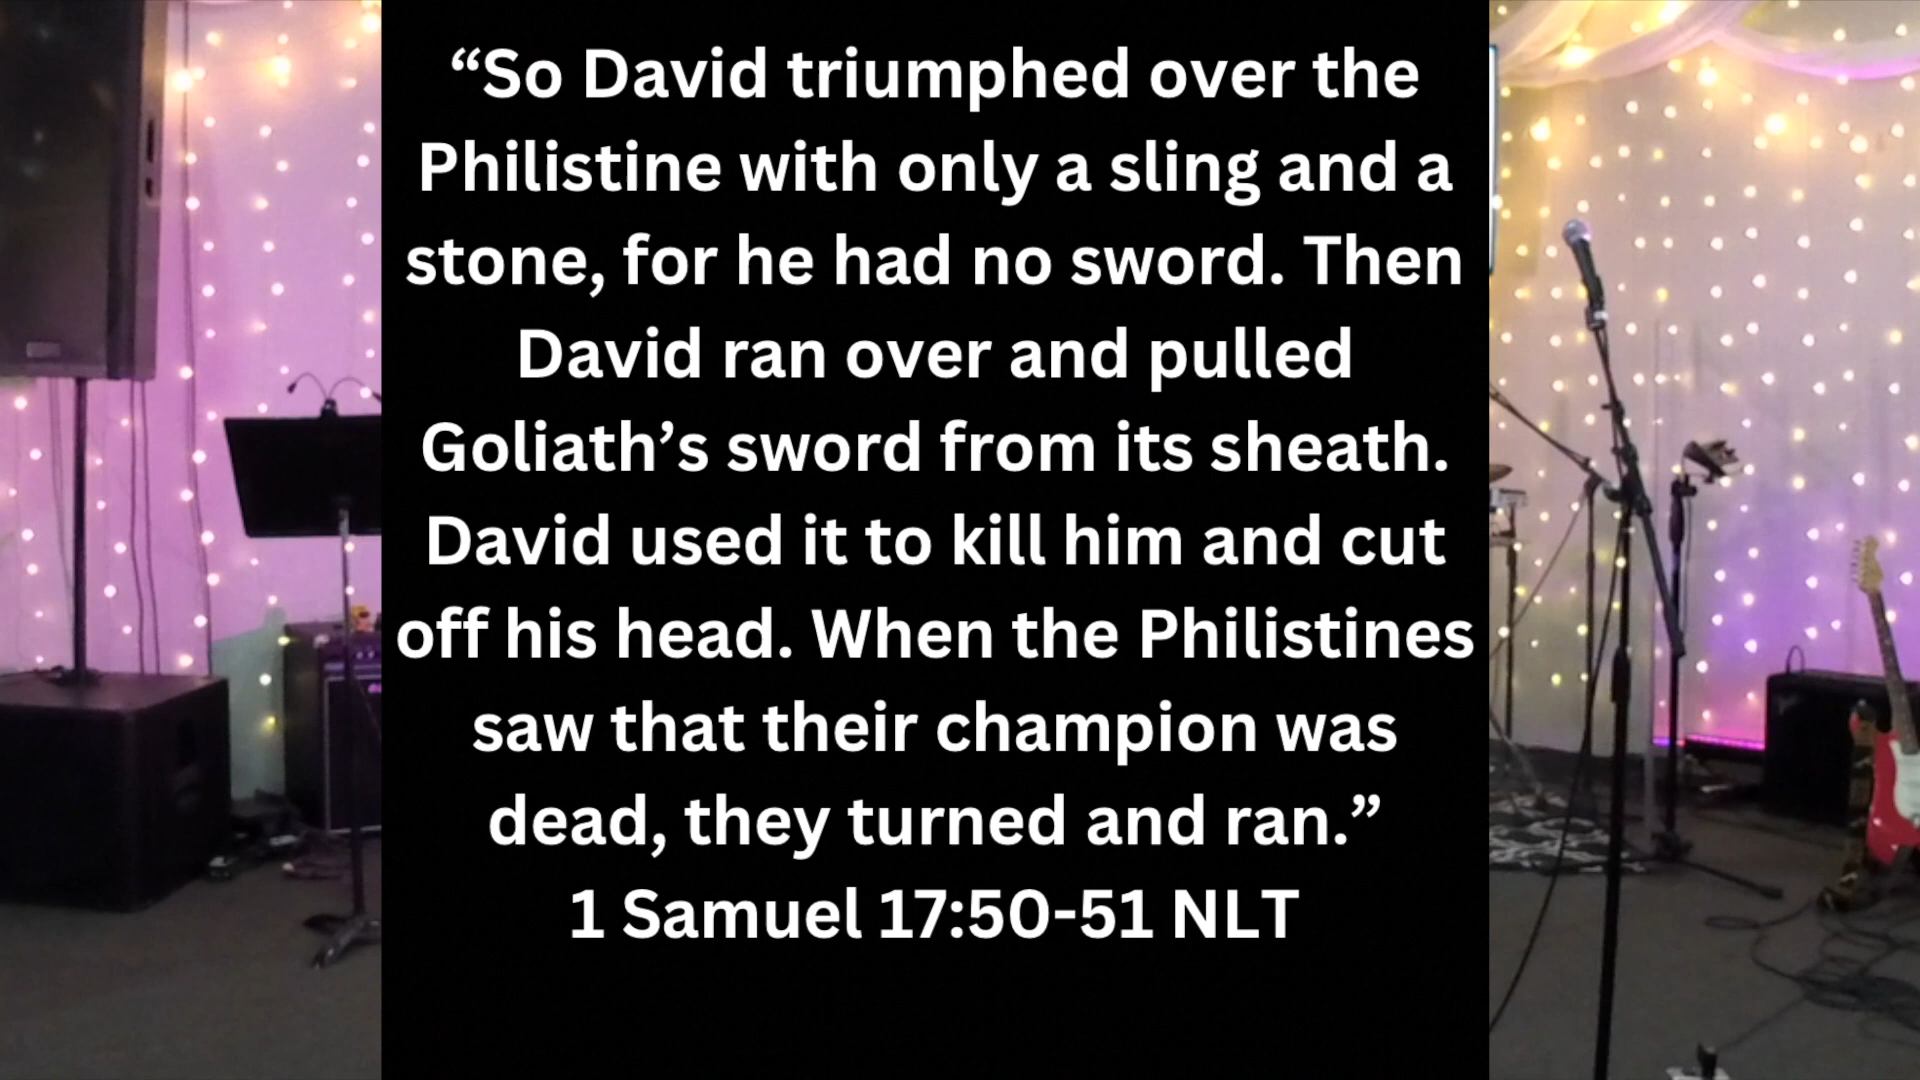 “So David triumphed over the
Philistine with only a sling and a
stone, for he had no sword. Then
David ran over and pulled
Goliath’s sword from its sheath.
David used it to kill him and cut
off his head. When the Philistines
saw that their champion was
dead, they turned and ran.”
1 Samuel 17:50-51 NLT